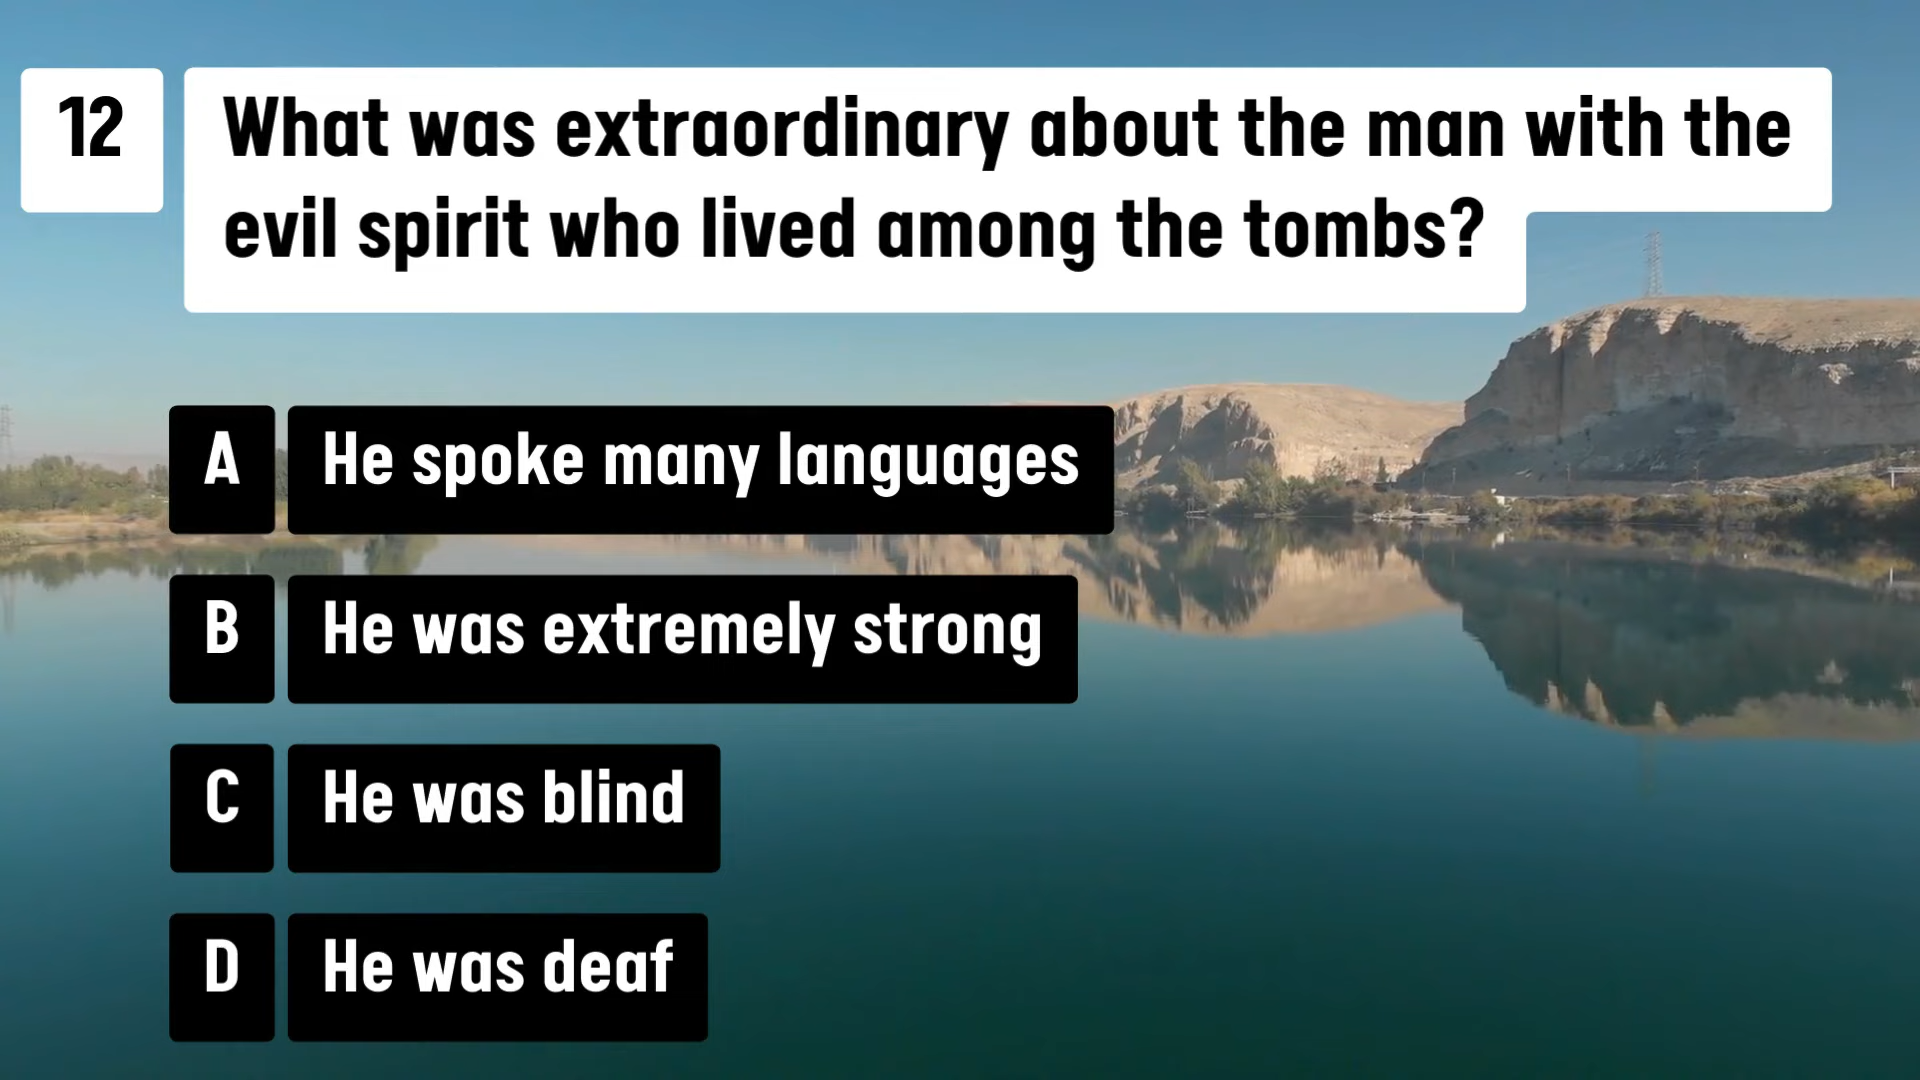 12
What was extraordinary about the man with the
evil spirit who lived among the tombs?
A He spoke many languages
B He was extremely strong
C He was blind
D He was deaf